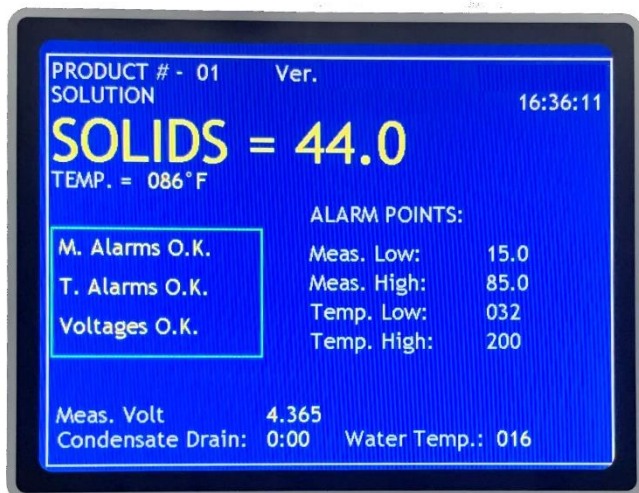 PRODUCT # - 01 Ver.
SOLUTION
16:36:11
SOLIDS = 44.0
TEMP. = 086°F
ALARM POINTS:
M. Alarms O.K.
T. Alarms O.K.
Voltages O.K.
Meas. Low: 15.0
Meas. High: 85.0
Temp. Low: 032
Temp. High: 200
Meas. Volt 4.365
Condensate Drain: 0:00 Water Temp.: 016